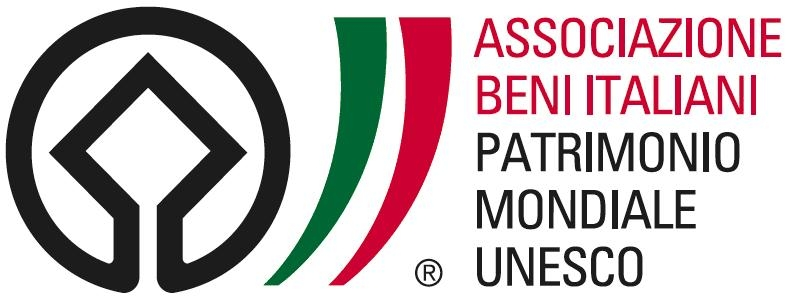 ASSOCIAZIONE
BENI ITALIANI
PATRIMONIO
MONDIALE
UNESCO
®